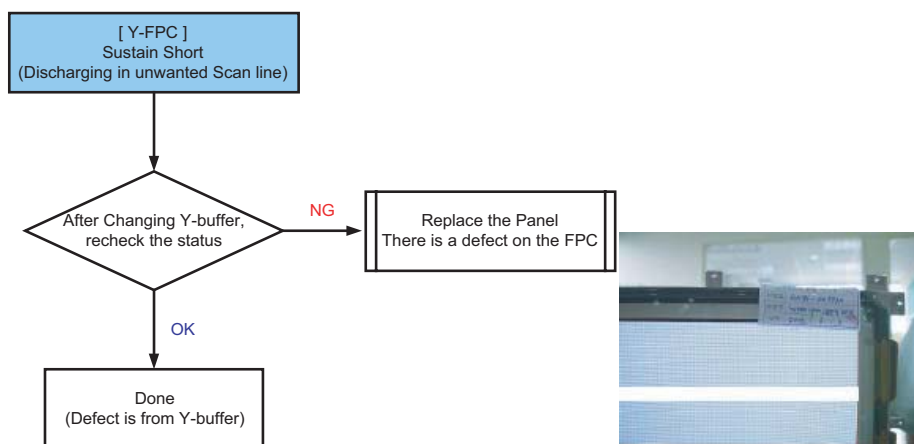 [ Y-FPC ]
Sustain Short
(Discharging in unwanted Scan line)
After Changing Y-buffer,
recheck the status
NG
Replace the Panel
There is a defect on the FPC
OK
Done
(Defect is from Y-buffer)